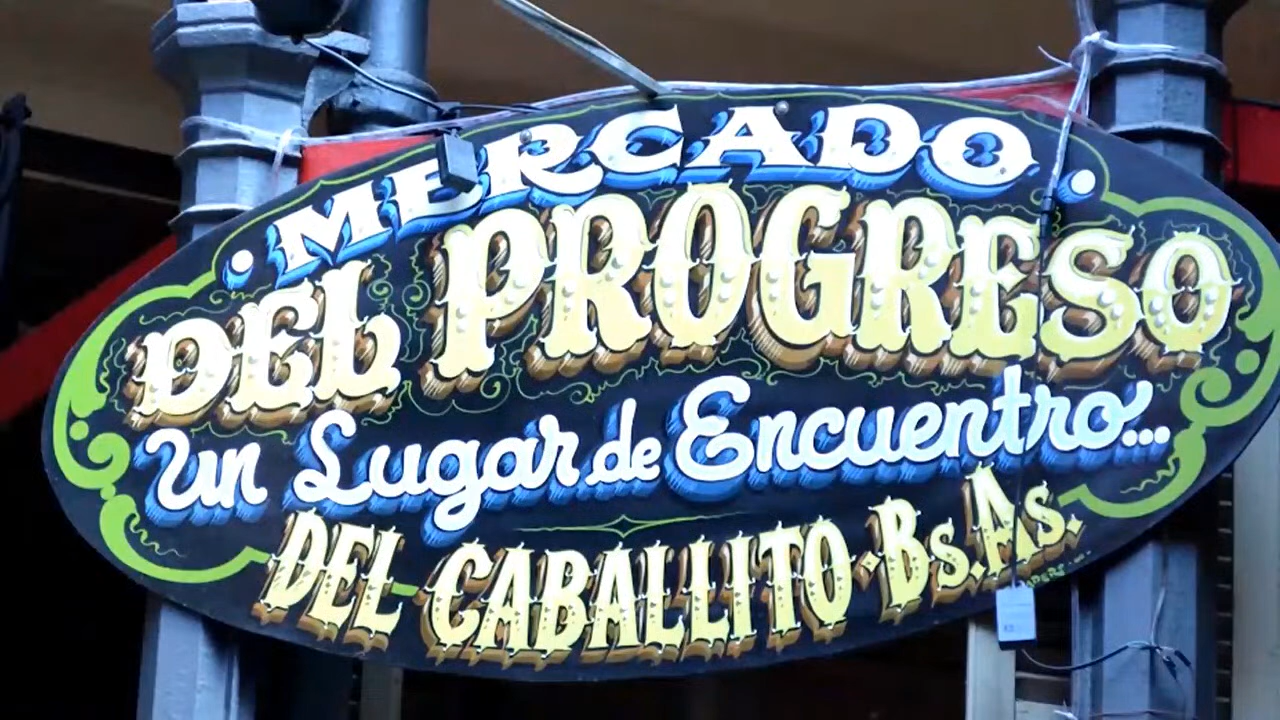 ·MERCADO·
DEL PROGRESO
Un Lugar de Encuentro...
DEL CABALLITO·Bs.As.